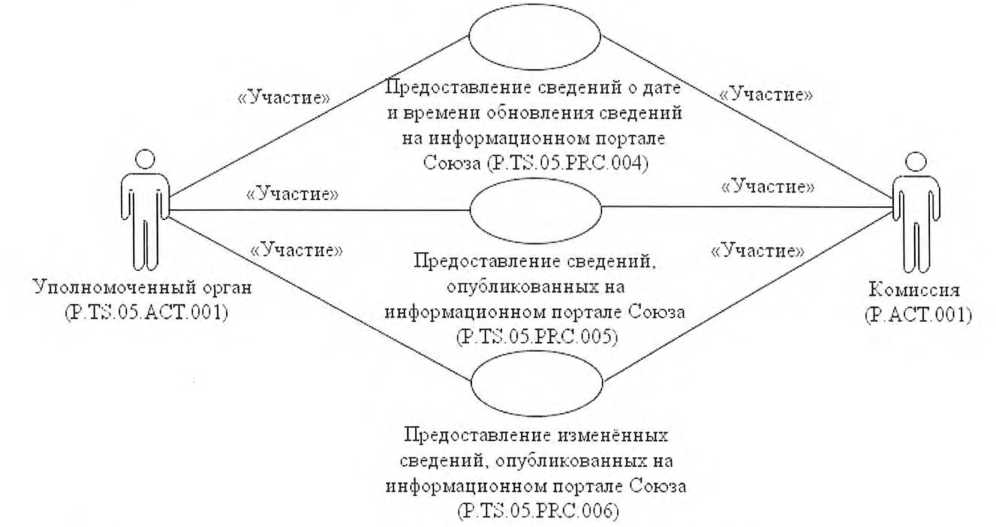 «Участие»
Предоставление сведений о дате
и времени обновления сведений
на информационном портале
Союза (P.TS.05.PRC.004)
«Участие»
«Участие»
«Участие»
«Участие»
Предоставление сведений,
опубликованных на
информационном портале Союза
(P.TS.05.PRC.005)
«Участие»
Уполномоченный орган
(P.TS.05.ACT.001)
Комиссия
(P.ACT.001)
Предоставление изменённых
сведений, опубликованных на
информационном портале Союза
(P.TS.05.PRC.006)